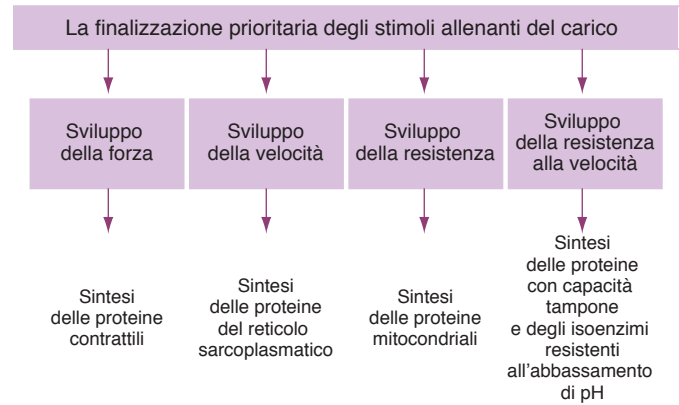 La finalizzazione prioritaria degli stimoli allenanti del carico
Sviluppo
della forza
Sviluppo
della velocità
Sviluppo
della resistenza
Sviluppo
della resistenza
alla velocità
Sintesi
delle proteine
contrattili
Sintesi
delle proteine
del reticolo
sarcoplasmatico
Sintesi
delle proteine
mitocondriali
Sintesi
delle proteine
con capacità
tampone
e degli isoenzimi
resistenti
all'abbassamento
di pH